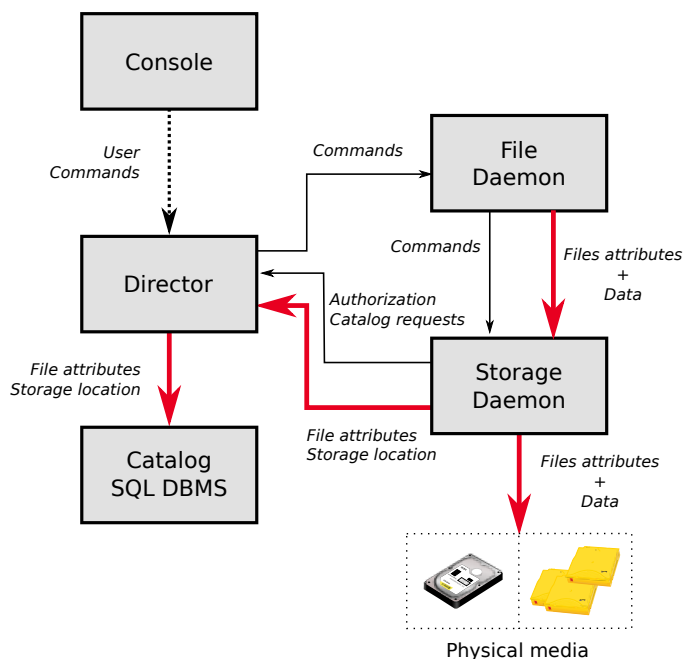 Console
User
Commands
Commands
File
Daemon
Director
Commands
Files attributes
+
Data
Authorization
Catalog requests
File attributes
Storage location
Storage
Daemon
File attributes
Storage location
Catalog
SQL DBMS
Files attributes
+
Data
Physical media